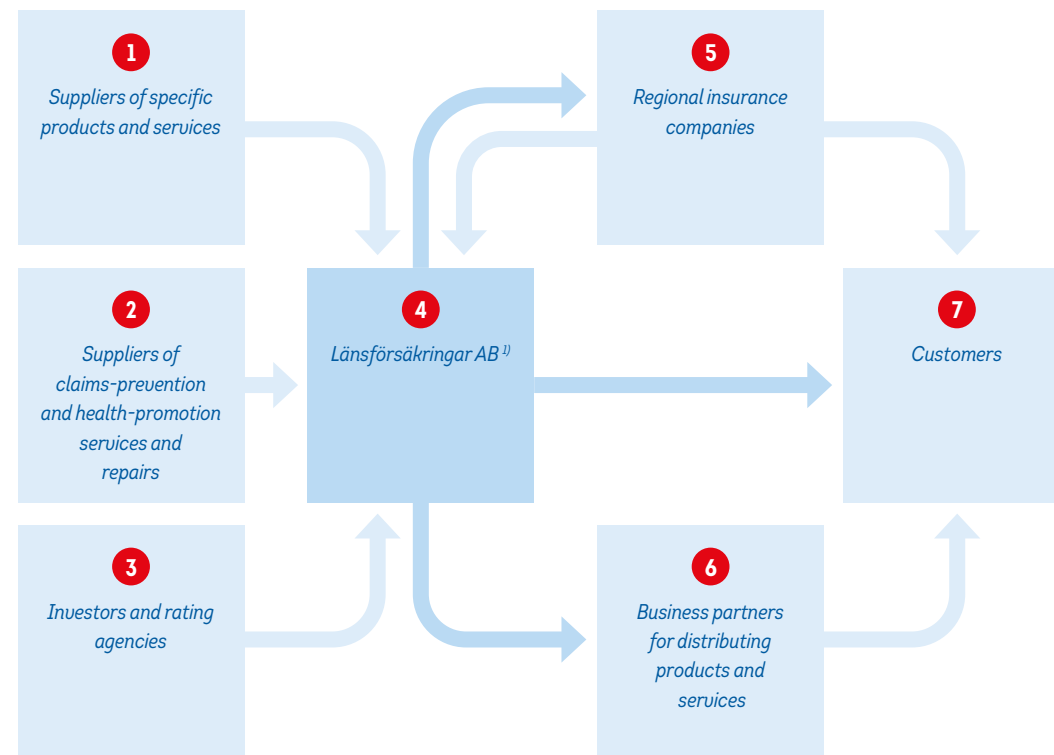 1
Suppliers of specific
products and services
2
Suppliers of
claims-prevention
and health-promotion
services and
repairs
3
Investors and rating
agencies
4
Länsförsäkringar AB 1)
5
Regional insurance
companies
6
Business partners
for distributing
products and
services
7
Customers